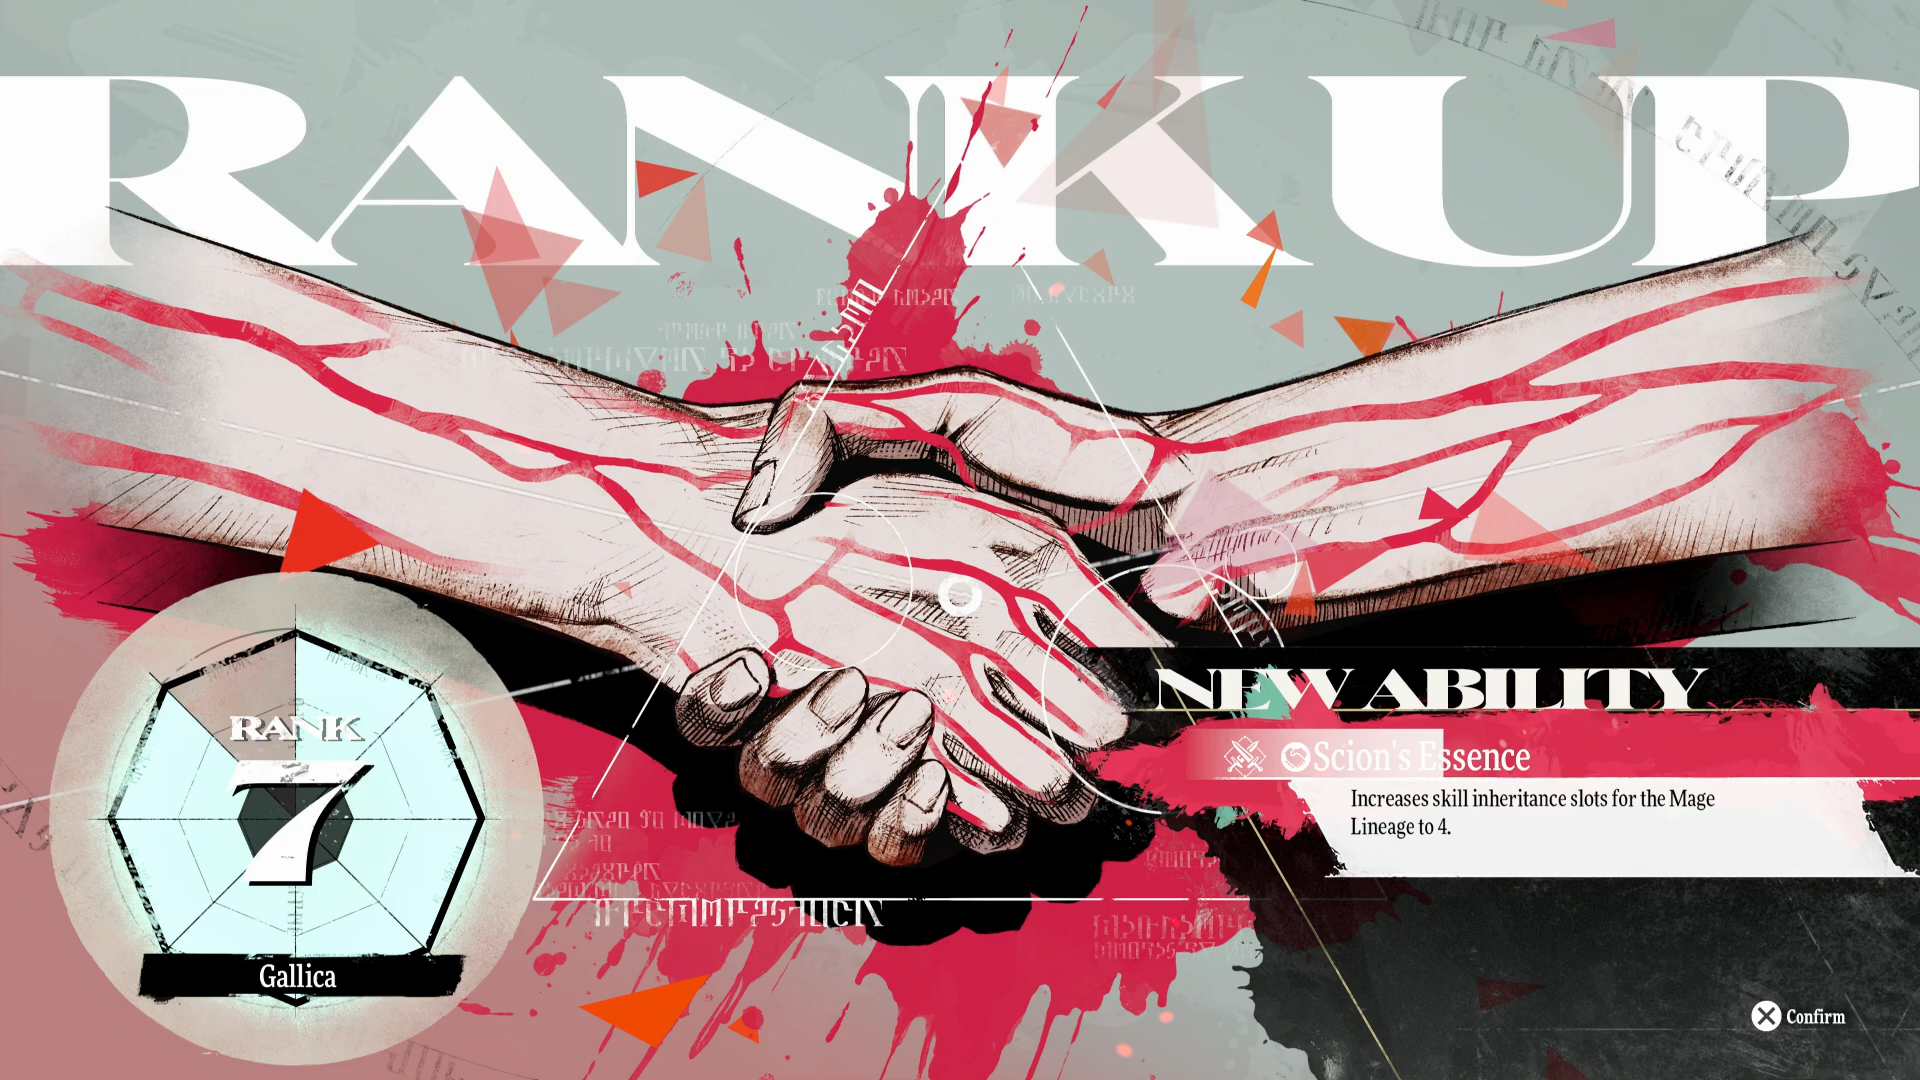 RANK UP
RANK
7
Gallica
NEW ABILITY
Scion's Essence
Increases skill inheritance slots for the Mage
Lineage to 4.
Confirm